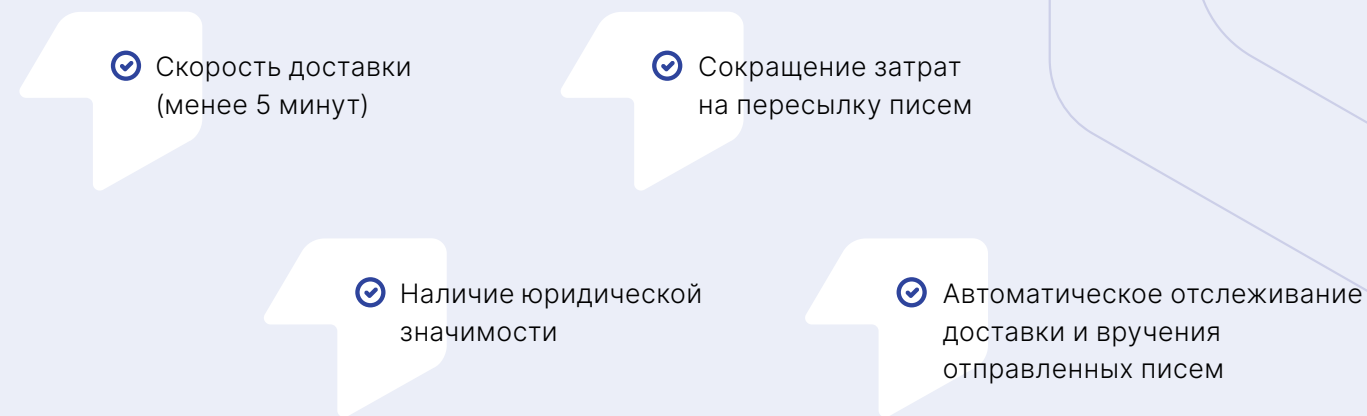 Скорость доставки
(менее 5 минут)
Сокращение затрат
на пересылку писем
Наличие юридической
значимости
Автоматическое отслеживание
доставки и вручения
отправленных писем